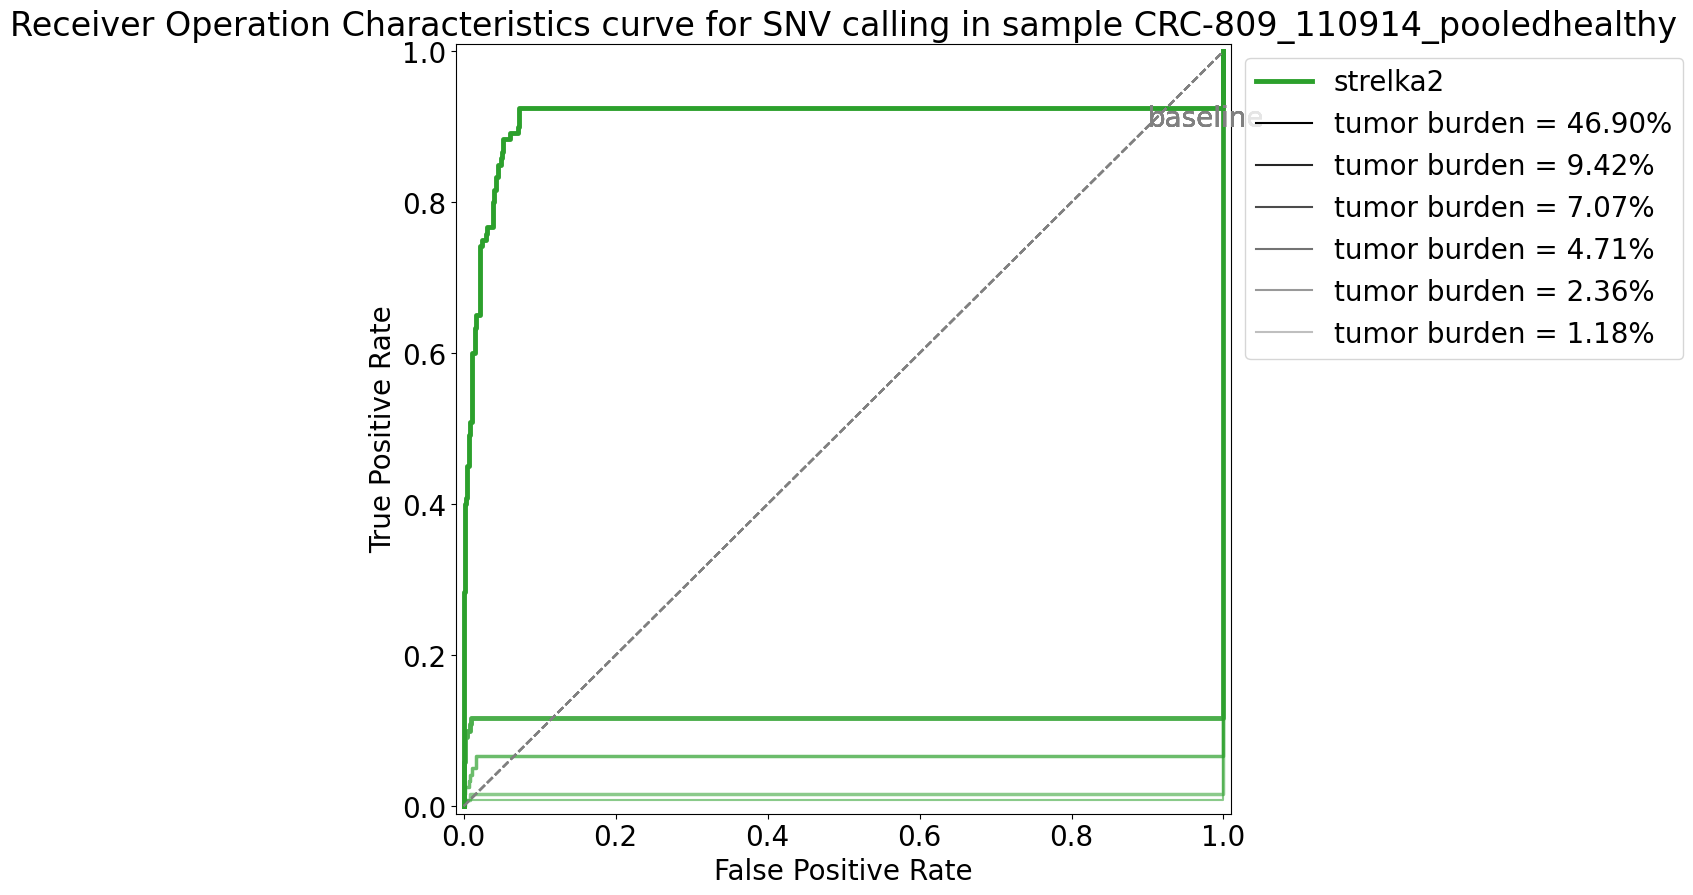 Receiver Operation Characteristics curve for SNV calling in sample CRC-809_110914_pooledhealthy
1.0
0.8
0.6
0.4
0.2
0.0
True Positive Rate
baseline
0.0 0.2 0.4 0.6 0.8 1.0
False Positive Rate
strelka2
tumor burden = 46.90%
tumor burden = 9.42%
tumor burden = 7.07%
tumor burden = 4.71%
tumor burden = 2.36%
tumor burden = 1.18%